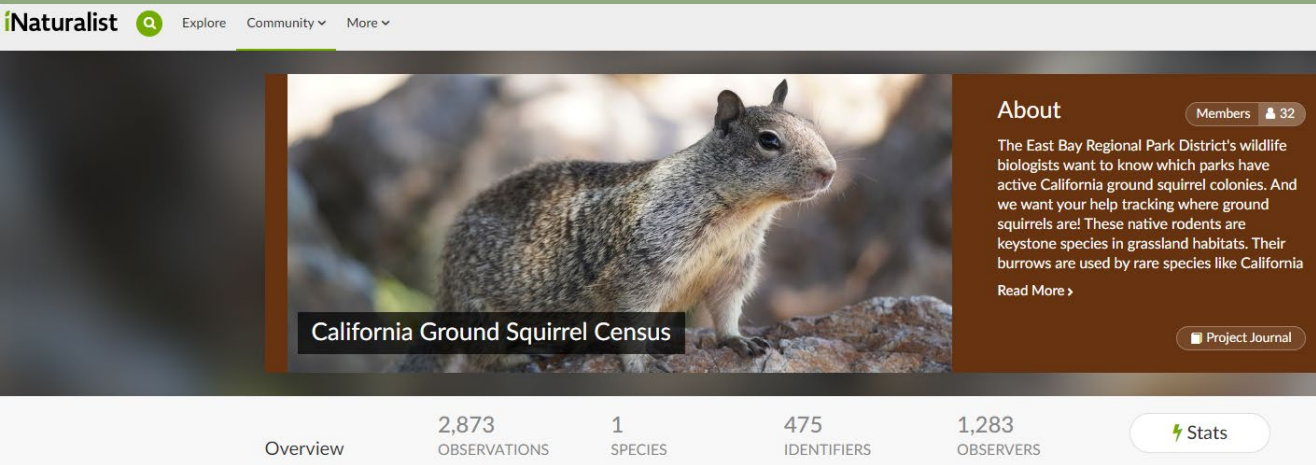 iNaturalist Explore Community More
About Members 32
The East Bay Regional Park District's wildlife
biologists want to know which parks have
active California ground squirrel colonies. And
we want your help tracking where ground
squirrels are! These native rodents are
keystone species in grassland habitats. Their
burrows are used by rare species like California
Read More
California Ground Squirrel Census
Project Journal
Overview
2,873
OBSERVATIONS
1
SPECIES
475
IDENTIFIERS
1,283
OBSERVERS
Stats